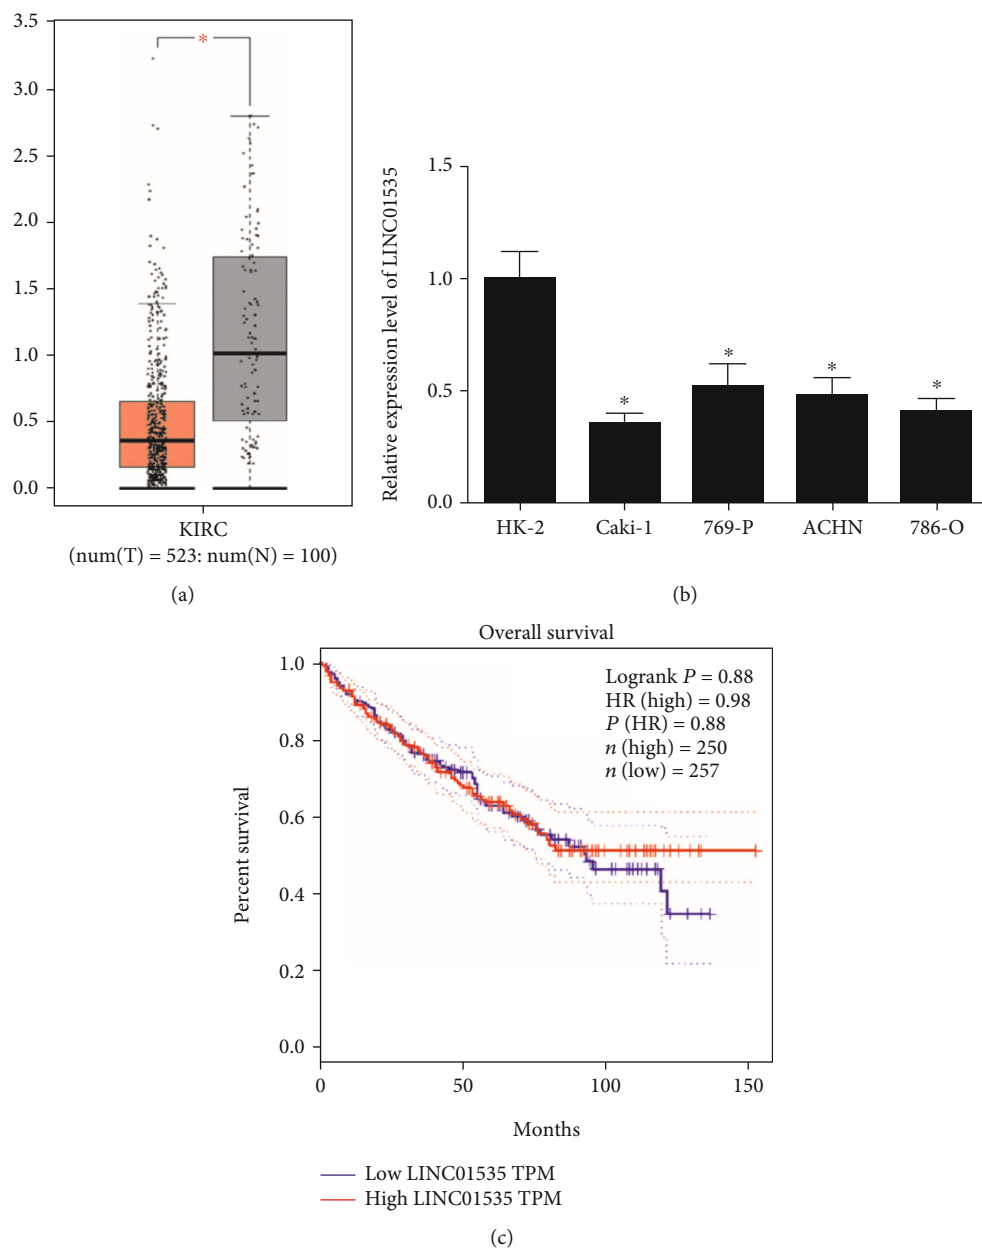 3.5
3.0
2.5
2.0
1.5
1.0
0.5
0.0
*
KIRC
(num(T) = 523: num(N) = 100)
(a)
Relative expression level of LINC01535
1.5
1.0
0.5
0.0
*
*
*
*
HK-2 Caki-1 769-P ACHN 786-O
(b)
Overall survival
Percent survival
1.0
0.8
0.6
0.4
0.2
0.0
Logrank P = 0.88
HR (high) = 0.98
P (HR) = 0.88
n (high) = 250
n (low) = 257
0 50 100 150
Months
Low LINC01535 TPM
High LINC01535 TPM
(c)